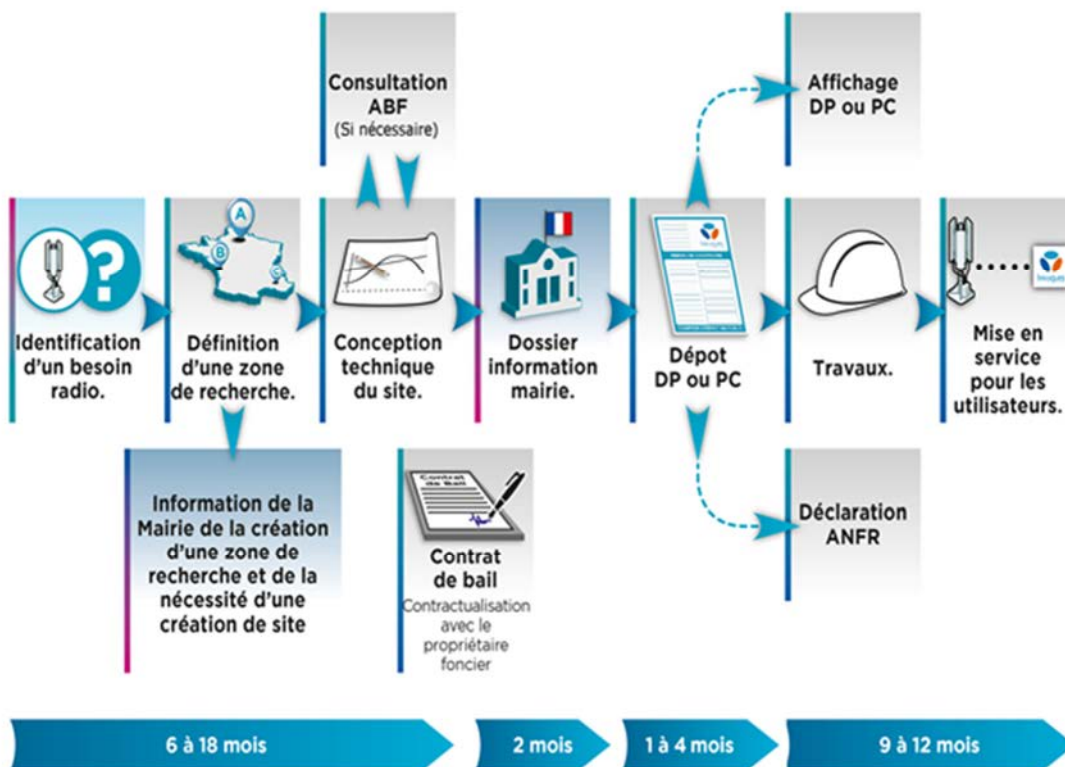 Consultation
ABF
(Si nécessaire)
Affichage
DP ou PC
A
B
C
Identification
d'un besoin
radio.
Définition
d'une zone
de recherche.
Conception
technique
du site.
Dossier
information
mairie.
Dépot
DP ou PC
Travaux.
Mise en
service
pour les
utilisateurs.
Information de la
Mairie de la création
d'une zone de
recherche et de la
nécessité d'une
création de site
Contrat
de Bail
Contrat
de bail
Contractualisation
avec le
propriétaire
foncier
Déclaration
ANFR
6 à 18 mois
2 mois
1 à 4 mois
9 à 12 mois